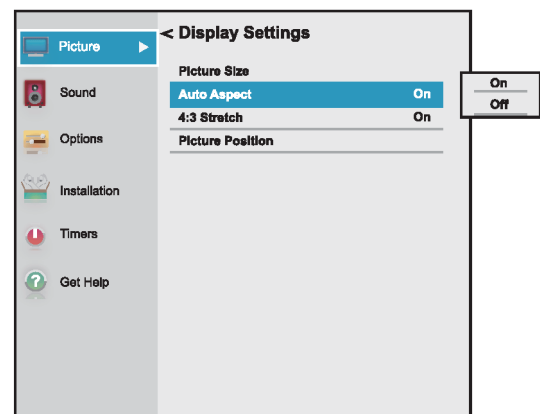 < Display Settings
Picture
Sound
Options
Installation
Timers
Get Help
Picture Size
Auto Aspect On
4:3 Stretch On
Picture Position
On
Off